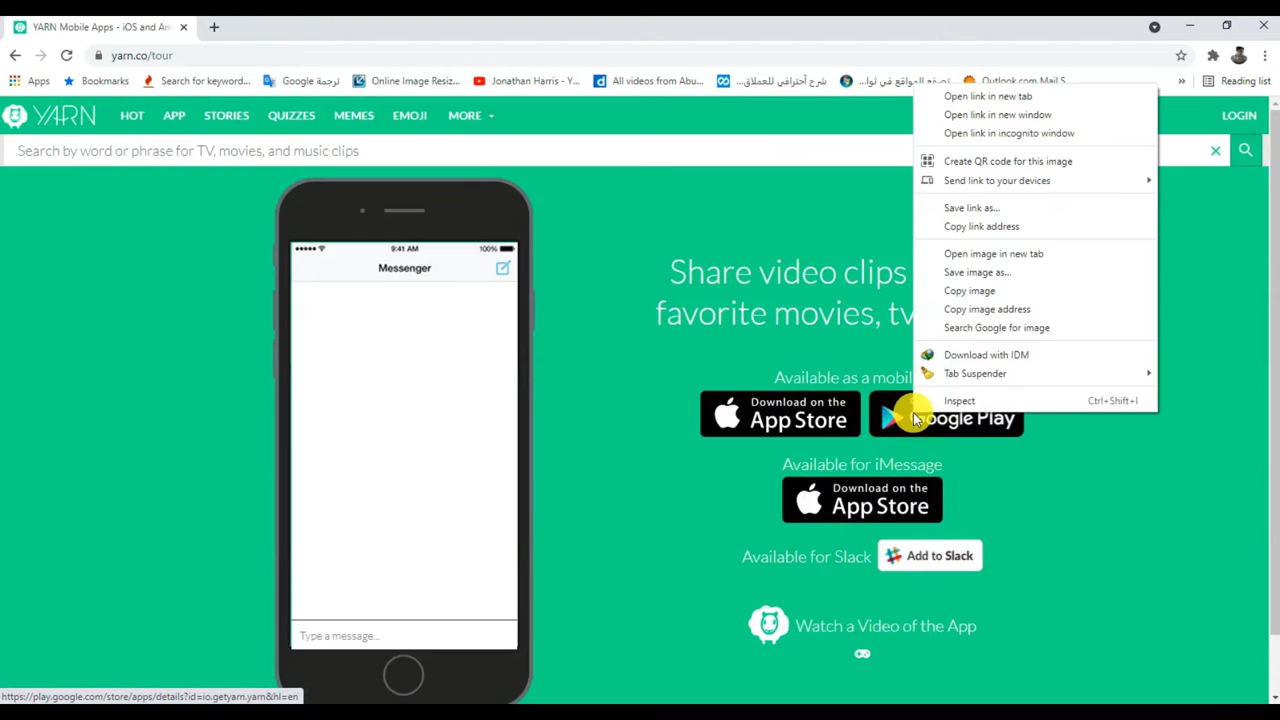 YARN Mobile Apps - iOS and An
yarn.co/tour
Apps
Bookmarks
Search for keyword...
ترجمة Google
Online Image Resiz...
Jonathan Harris - Y...
All videos from Abu...
شرح أحترافي للعملاق...
تصفح المواقع في ثوا...
Outlook.com Mail S
»
Reading list
YARN
HOT
APP
STORIES
QUIZZES
MEMES
EMOJI
MORE
LOGIN
Search by word or phrase for TV, movies, and music clips
Open link in new tab
Open link in new window
Open link in incognito window
Create QR code for this image
Send link to your devices
Save link as...
Copy link address
Open image in new tab
Save image as...
Copy image
Copy image address
Search Google for image
Download with IDM
Tab Suspender
Inspect Ctrl+Shift+I
9:41 AM
100%
Messenger
Type a message...
Share video clips
favorite movies, tv
Available as a mobil
Download on the
App Store
Google Play
Available for iMessage
Download on the
App Store
Available for Slack
Add to Slack
Watch a Video of the App
https://play.google.com/store/apps/details?id=io.getyarn.yarn&hl=en